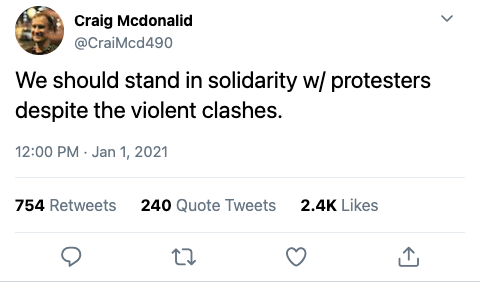 Craig Mcdonalid
@CraiMcd490
We should stand in solidarity w/ protesters
despite the violent clashes.
12:00 PM · Jan 1, 2021
754 Retweets 240 Quote Tweets 2.4K Likes